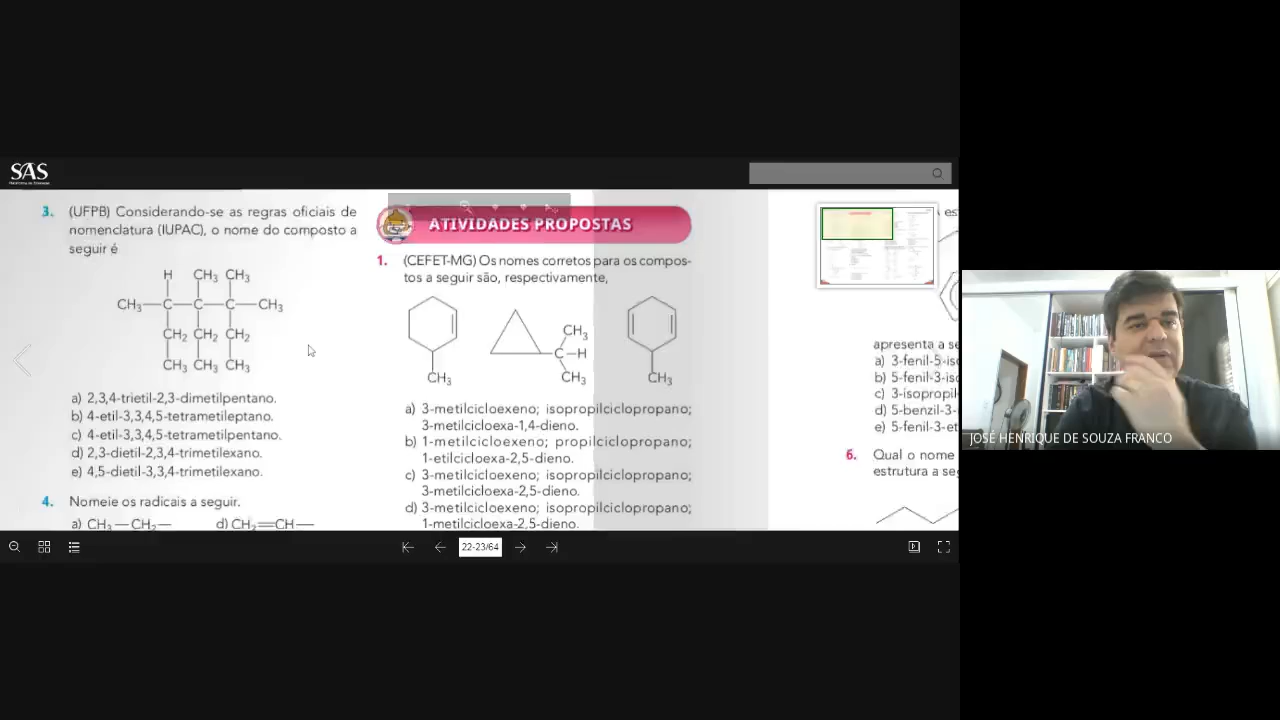 SAS
3. (UFPB) Considerando-se as regras oficiais de
nomenclatura (IUPAC), o nome do composto a
seguir é
H CH3 CH3
CH3—C—C—C—CH3
CH2 CH2 CH2
CH3 CH3 CH3
a) 2,3,4-trietil-2,3-dimetilpentano.
b) 4-etil-3,3,4,5-tetrametileptano.
c) 4-etil-3,3,4,5-tetrametilpentano.
d) 2,3-dietil-2,3,4-trimetilexano.
e) 4,5-dietil-3,3,4-trimetilexano.
4. Nomeie os radicais a seguir.
a) CH3—CH2— d) CH2=CH—
ATIVIDADES PROPOSTAS
1. (CEFET-MG) Os nomes corretos para os compos-
tos a seguir são, respectivamente,
CH3
CH3
C—H
CH3
CH3
a) 3-metilcicloexeno; isopropilciclopropano;
3-metilcicloexa-1,4-dieno.
b) 1-metilcicloexeno; propilciclopropano;
1-etilcicloexa-2,5-dieno.
c) 3-metilcicloexeno; isopropilciclopropano;
3-metilcicloexa-2,5-dieno.
d) 3-metilcicloexeno; isopropilciclopropano;
1-metilcicloexa-2,5-dieno.
apresenta a se
a) 3-fenil-5-iso
b) 5-fenil-3-iso
c) 3-isopropil-
d) 5-benzil-3-
e) 5-fenil-3-et
6. Qual o nome
estrutura a seg
22-23/64
JOSÉ HENRIQUE DE SOUZA FRANCO